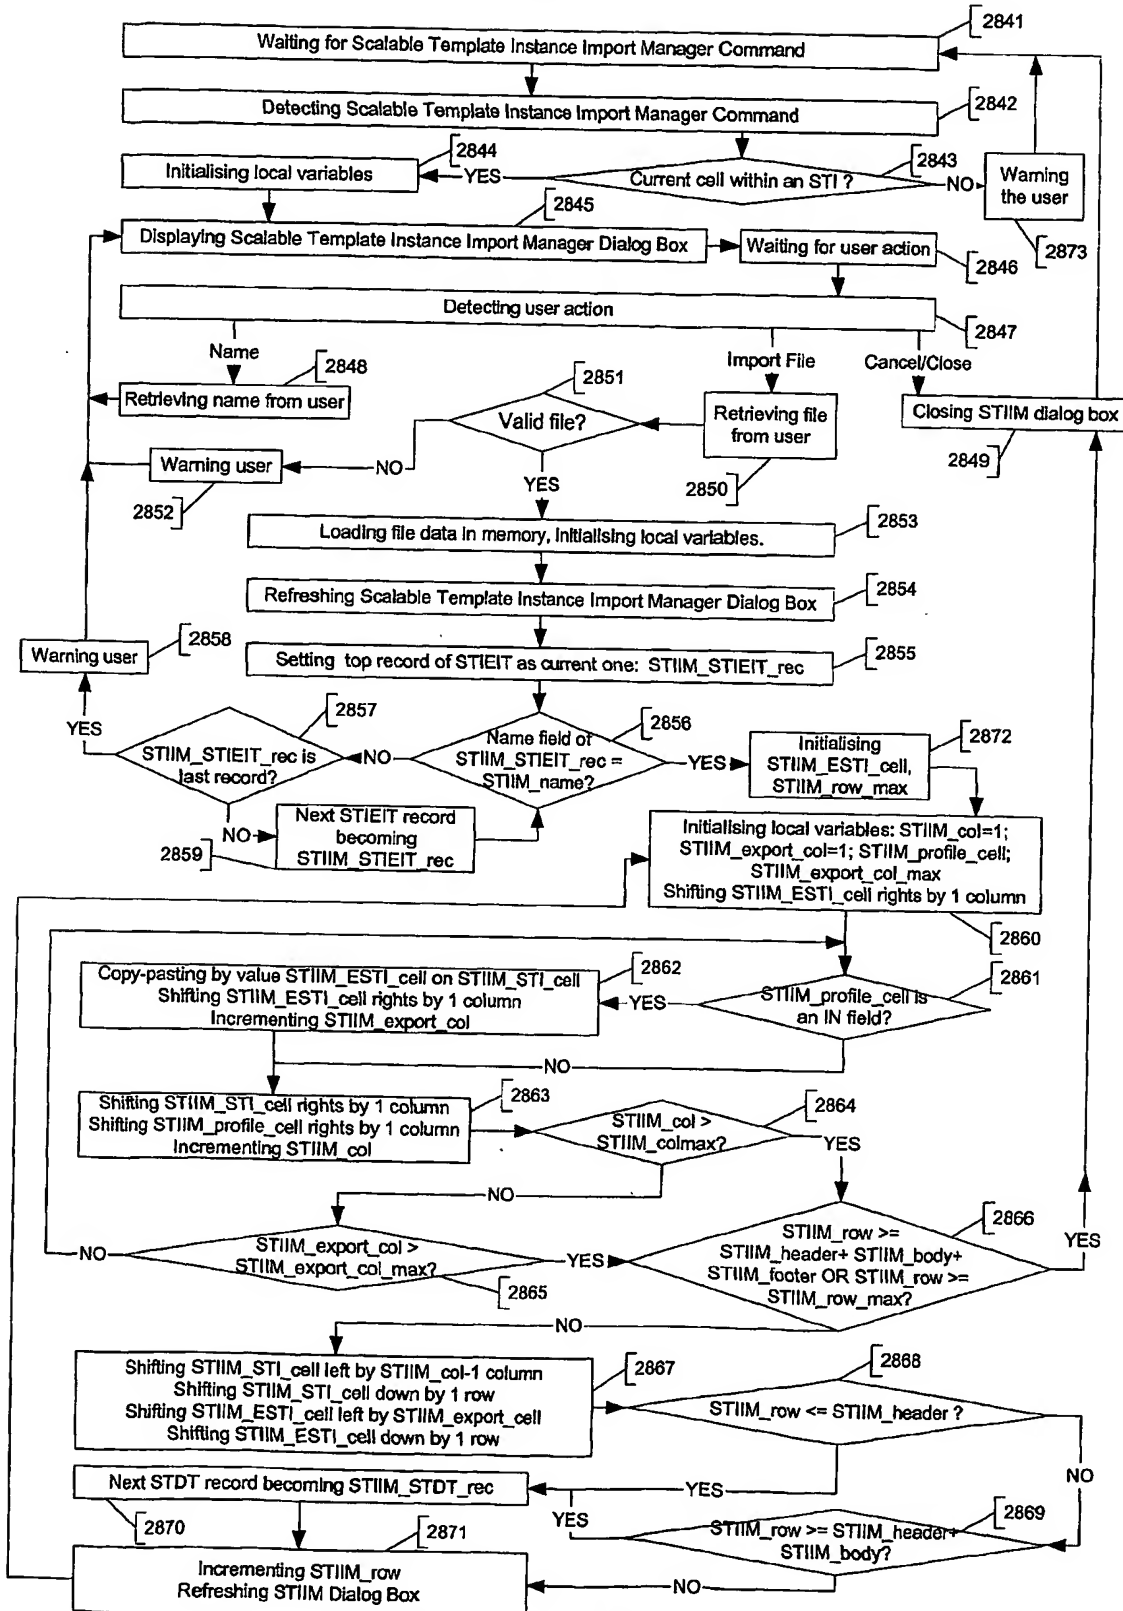 2841
Waiting for Scalable Template Instance Import Manager Command
Detecting Scalable Template Instance Import Manager Command
2842
2844
2843
Initialising local variables
YES
Current cell within an STI ?
NO
Warning
the user
2845
Displaying Scalable Template Instance Import Manager Dialog Box
Waiting for user action
2846
2873
Detecting user action
2847
Name
2848
Import File
Cancel/Close
2851
Retrieving name from user
Valid file?
Retrieving file
from user
Closing STIIM dialog box
2849
Warning user
NO
2850
2852
YES
Loading file data in memory, Initialising local variables.
2853
Refreshing Scalable Template Instance Import Manager Dialog Box
2854
2858
Warning user
Setting top record of STIEIT as current one: STIIM_STIEIT_rec
2855
YES
2857
2856
STIIM_STIEIT_rec is
last record?
NO
Name field of
STIIM_STIEIT_rec =
STIIM_name?
YES
Initialising
STIIM_ESTI_cell,
STIIM_row_max
2872
NO
Next STIEIT record
becoming
STIIM_STIEIT_rec
2859
Initialising local variables: STIIM_col=1;
STIIM_export_col=1; STIIM_profile_cell;
STIIM_export_col_max
Shifting STIIM_ESTI_cell rights by 1 column
2860
2862
Copy-pasting by value STIIM_ESTI_cell on STIIM_STI_cell
Shifting STIIM_ESTI_cell rights by 1 column
Incrementing STIIM_export_col
YES
STIIM_profile_cell is
an IN field?
2861
NO
2863
Shifting STIIM_STI_cell rights by 1 column
Shifting STIIM_profile_cell rights by 1 column
Incrementing STIIM_col
STIIM_col >
STIIM_colmax?
2864
YES
NO
NO
STIIM_export_col >
STIIM_export_col_max?
2865
YES
STIIM_row >=
STIIM_header+ STIIM_body+
STIIM_footer OR STIIM_row >=
STIIM_row_max?
2866
YES
NO
Shifting STIIM_STI_cell left by STIIM_col-1 column
Shifting STIIM_STI_cell down by 1 row
Shifting STIIM_ESTI_cell left by STIIM_export_cell
Shifting STIIM_ESTI_cell down by 1 row
2867
2868
STIIM_row <= STIIM_header ?
NO
Next STDT record becoming STIIM_STDT_rec
YES
2870
2871
YES
STIIM_row >= STIIM_header+
STIIM_body?
2869
Incrementing STIIM_row
Refreshing STIIM Dialog Box
NO